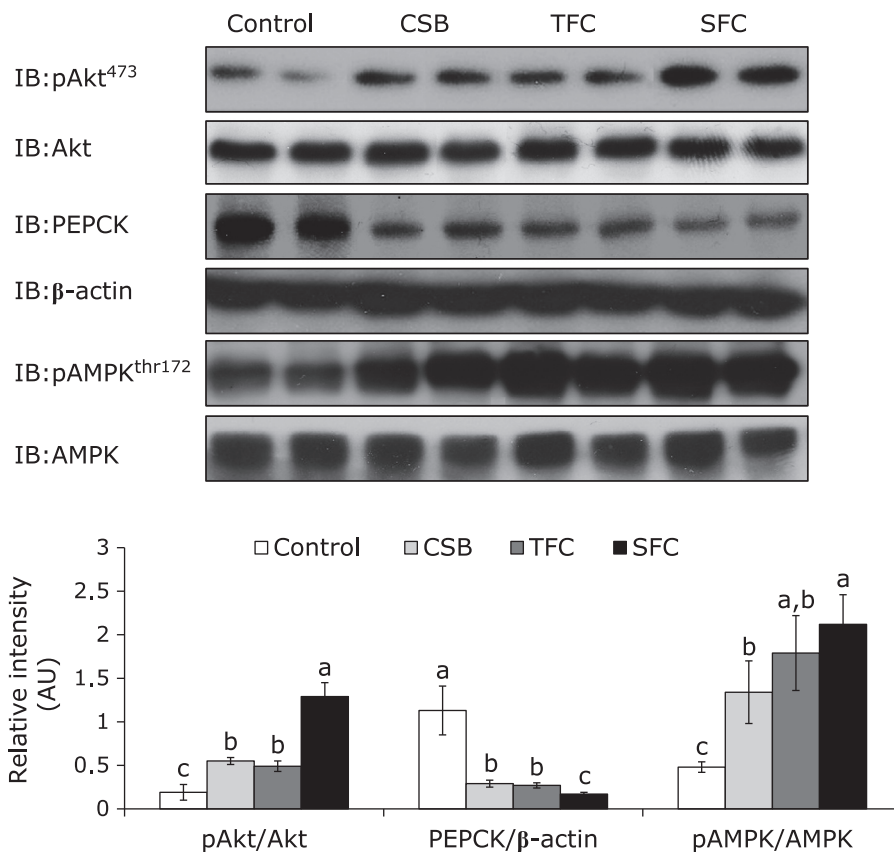 Control CSB TFC SFC
IB:pAkt⁴⁷³
IB:Akt
IB:PEPCK
IB:β-actin
IB:pAMPKᵗʰʳ¹⁷²
IB:AMPK
Control CSB TFC SFC
Relative intensity
(AU)
3
2.5
2
1.5
1
0.5
0
c b b a
a b b c
c b a,b a
pAkt/Akt PEPCK/β-actin pAMPK/AMPK